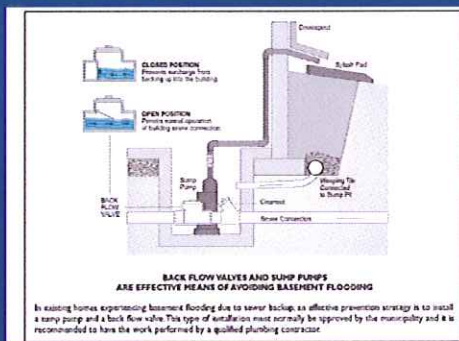 Downspout
Splash Pad
CLOSED POSITION
Prevents surcharge from
backing up into the building
OPEN POSITION
Permits normal operation
of building sewer connection
Sump
Pump
Weeping Tile
Connected
to Sump Pit
BACK
FLOW
VALVE
Cleanout
Sewer Connection
BACK FLOW VALVES AND SUMP PUMPS
ARE EFFECTIVE MEANS OF AVOIDING BASEMENT FLOODING
In existing homes experiencing basement flooding due to sewer backup, an effective prevention strategy is to install
a sump pump and a back flow valve. This type of installation must normally be approved by the municipality and it is
recommended to have the work performed by a qualified plumbing contractor.